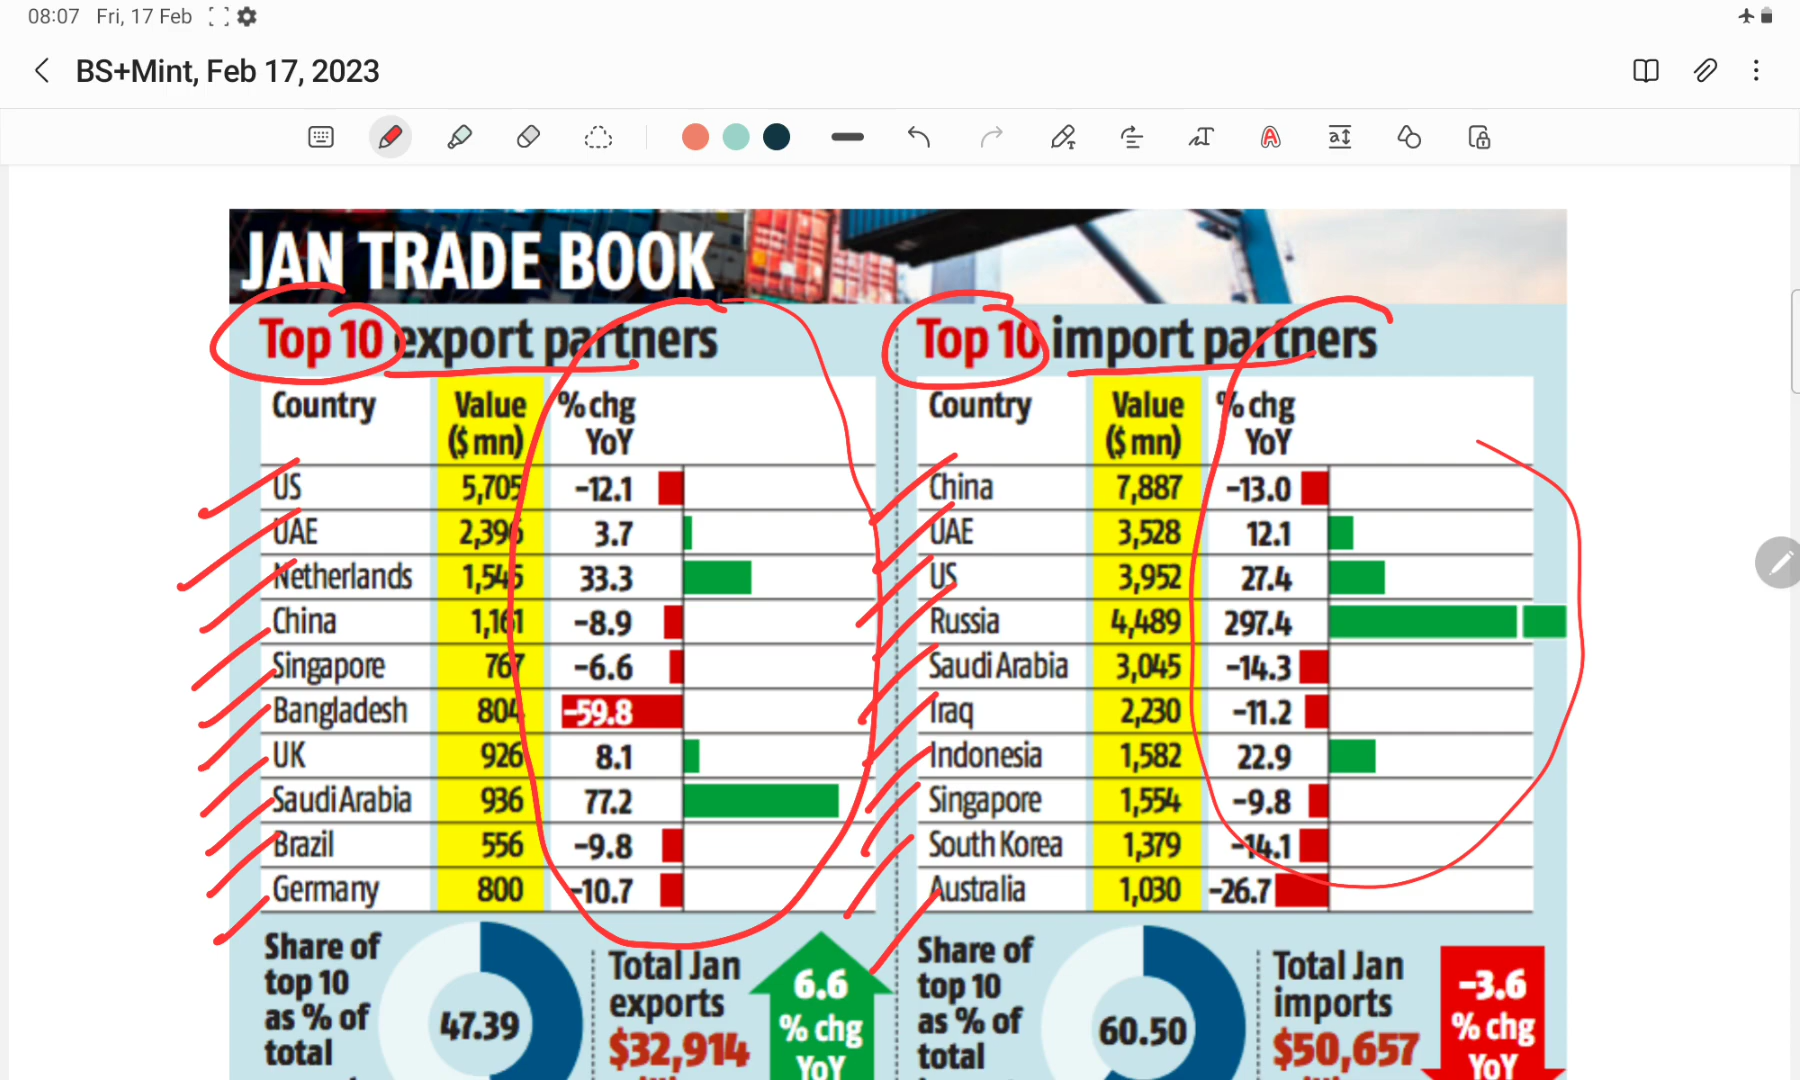 08:07 Fri, 17 Feb
BS+Mint, Feb 17, 2023
JAN TRADE BOOK
Top 10 export partners
Country Value ($ mn) % chg YoY
US 5,705 -12.1
UAE 2,396 3.7
Netherlands 1,545 33.3
China 1,161 -8.9
Singapore 767 -6.6
Bangladesh 804 -59.8
UK 926 8.1
Saudi Arabia 936 77.2
Brazil 556 -9.8
Germany 800 -10.7
Share of
top 10
as % of
total
47.39
Total Jan
exports
$32,914
6.6
% chg
YoY
Top 10 import partners
Country Value ($ mn) % chg YoY
China 7,887 -13.0
UAE 3,528 12.1
US 3,952 27.4
Russia 4,489 297.4
Saudi Arabia 3,045 -14.3
Iraq 2,230 -11.2
Indonesia 1,582 22.9
Singapore 1,554 -9.8
South Korea 1,379 -14.1
Australia 1,030 -26.7
Share of
top 10
as % of
total
60.50
Total Jan
imports
$50,657
-3.6
% chg
YoY